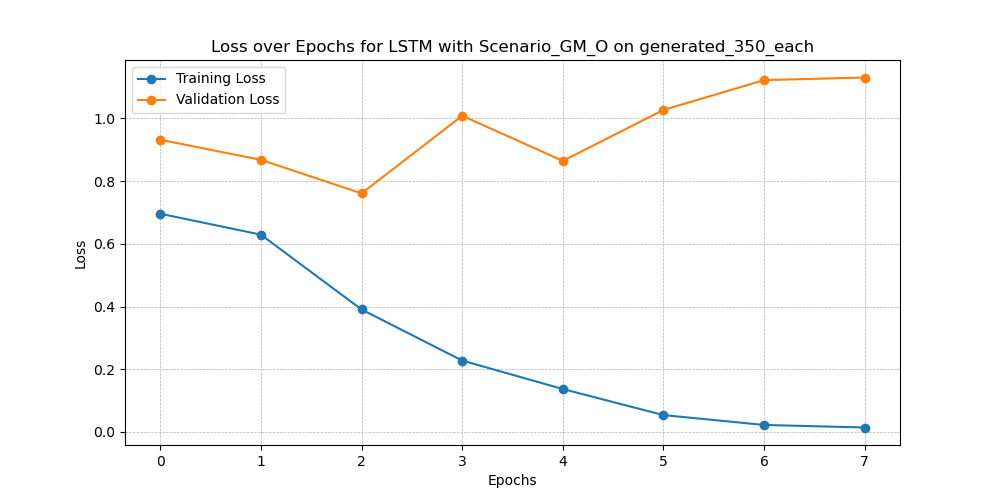 Loss over Epochs for LSTM with Scenario_GM_O on generated_350_each
Training Loss
Validation Loss
1.0
0.8
0.6
0.4
0.2
0.0
Loss
0 1 2 3 4 5 6 7
Epochs